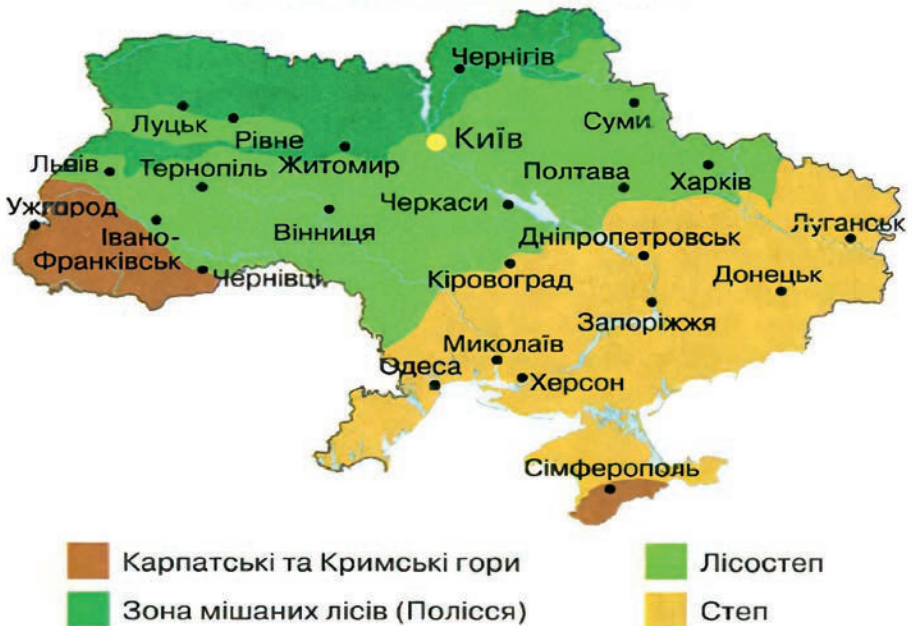 Чернігів
Луцьк
Рівне
Житомир
Київ
Суми
Львів
Тернопіль
Полтава
Харків
Ужгород
Івано-
Франківськ
Вінниця
Черкаси
Чернівці
Кіровоград
Дніпропетровськ
Луганськ
Донецьк
Запоріжжя
Миколаїв
Одеса
Херсон
Сімферополь
Карпатські та Кримські гори
Лісостеп
Зона мішаних лісів (Полісся)
Степ